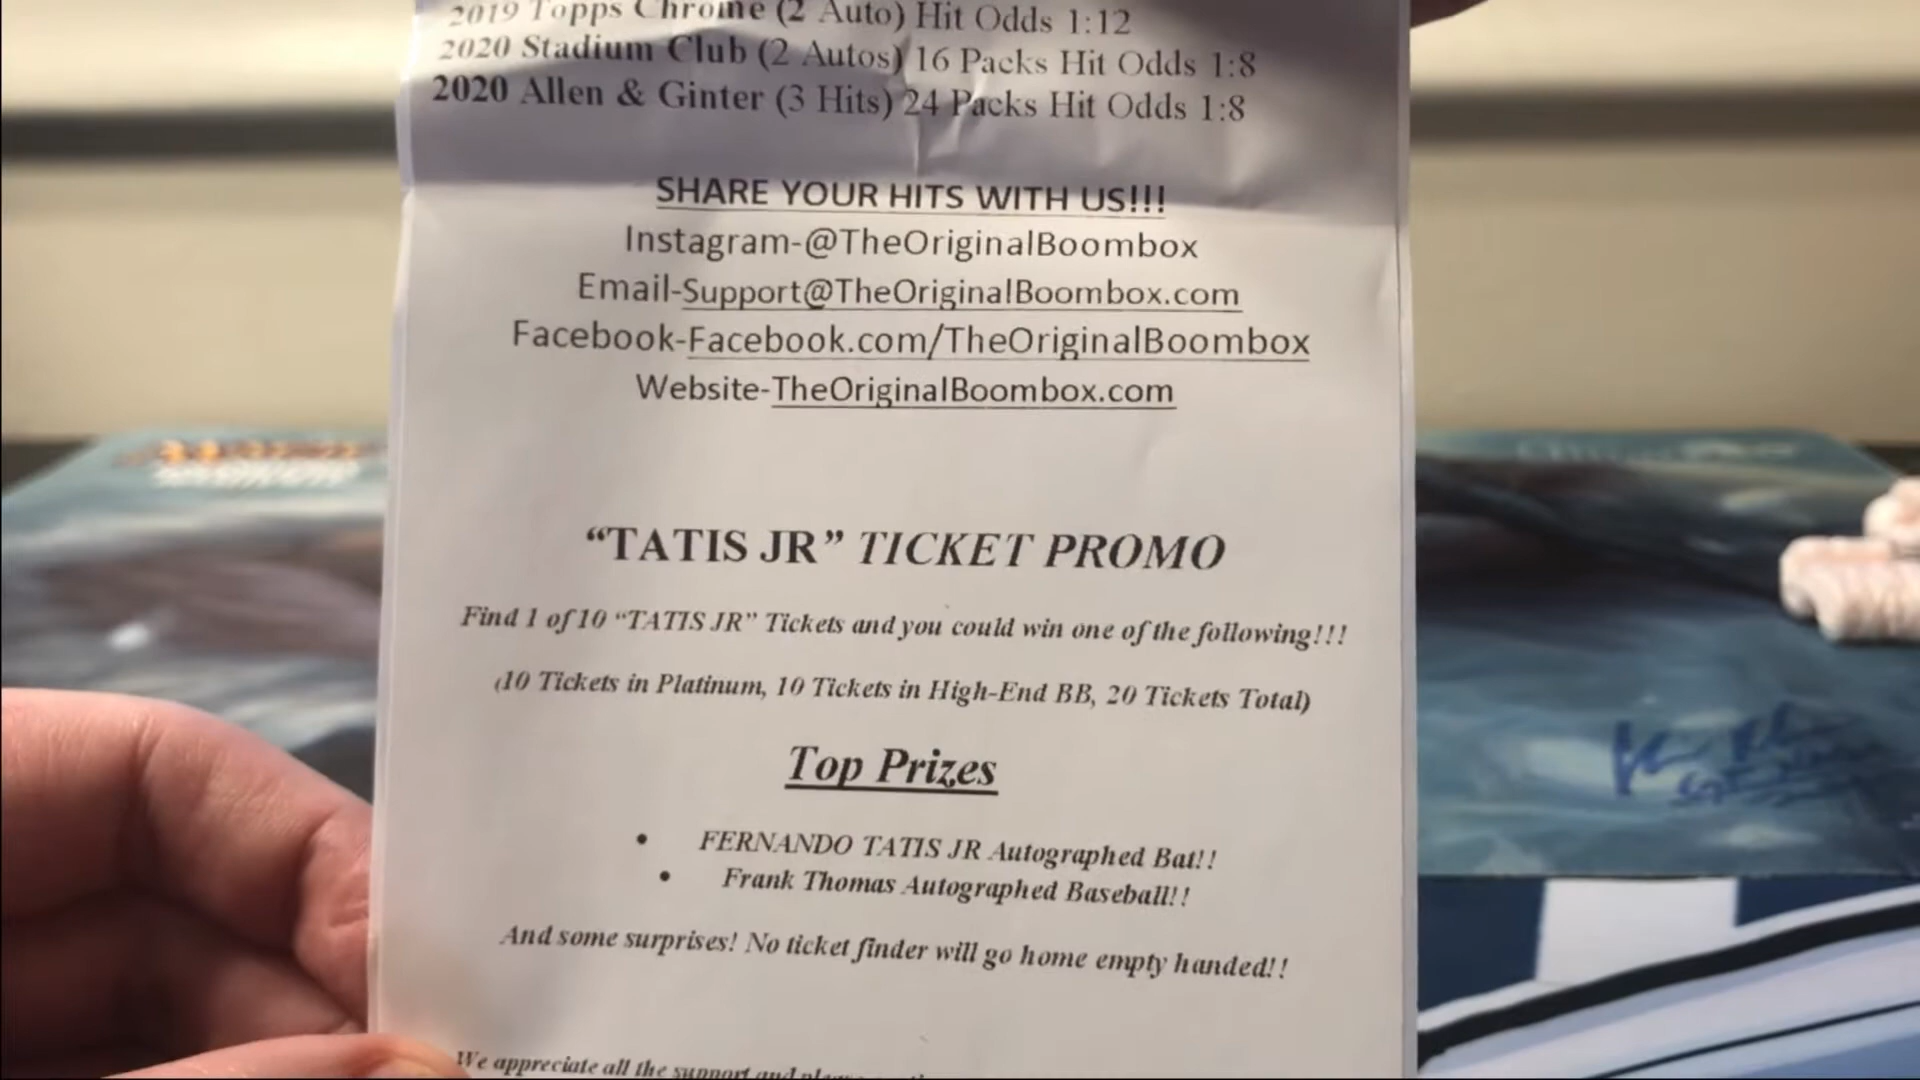 2019 Topps Chrome (2 Auto) Hit Odds 1:12
2020 Stadium Club (2 Autos) 16 Packs Hit Odds 1:8
2020 Allen & Ginter (3 Hits) 24 Packs Hit Odds 1:8
SHARE YOUR HITS WITH US!!!
Instagram-@TheOriginalBoombox
Email-Support@TheOriginalBoombox.com
Facebook-Facebook.com/TheOriginalBoombox
Website-TheOriginalBoombox.com
“TATIS JR” TICKET PROMO
Find 1 of 10 “TATIS JR” Tickets and you could win one of the following!!!
(10 Tickets in Platinum, 10 Tickets in High-End BB, 20 Tickets Total)
Top Prizes
• FERNANDO TATIS JR Autographed Bat!!
• Frank Thomas Autographed Baseball!!
And some surprises! No ticket finder will go home empty handed!!
We appreciate all the support and